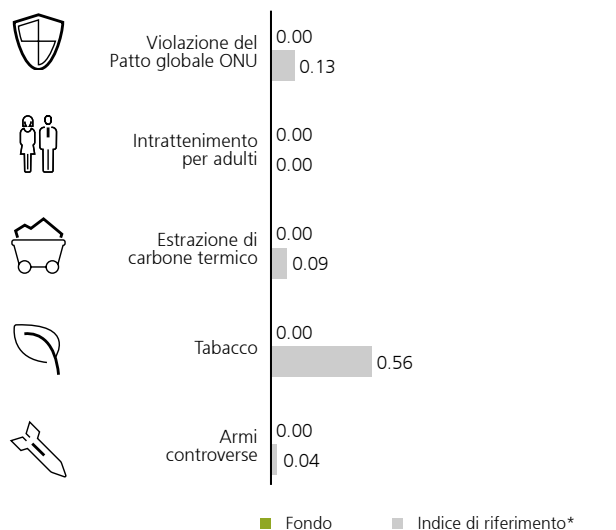 Violazione del
Patto globale ONU
0.00
0.13
Intrattenimento
per adulti
0.00
0.00
Estrazione di
carbone termico
0.00
0.09
Tabacco
0.00
0.56
Armi
controverse
0.00
0.04
Fondo
Indice di riferimento*